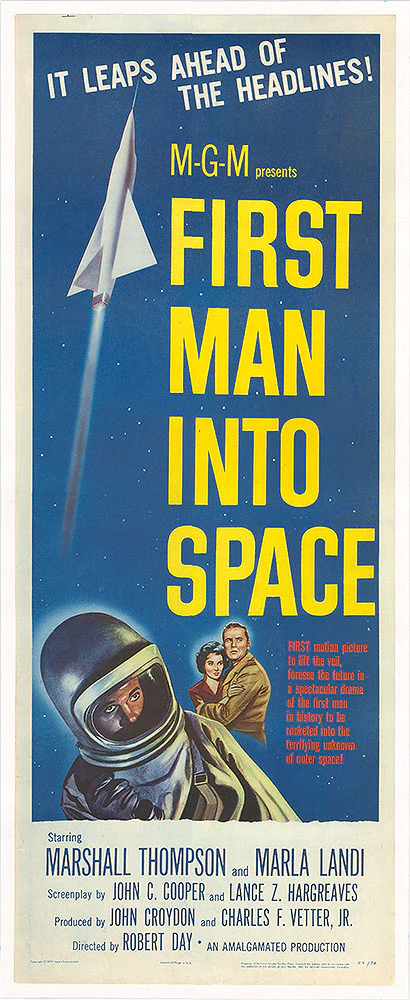 IT LEAPS AHEAD OF
THE HEADLINES!
M-G-M presents
FIRST
MAN
INTO
SPACE
FIRST motion picture
to lift the veil,
foresee the future in
a spectacular drama
of the first man
in history to be
rocketed into the
terrifying unknown
of outer space!
Starring
MARSHALL THOMPSON and MARLA LANDI
Screenplay by JOHN C. COOPER and LANCE Z. HARGREAVES
Produced by JOHN CROYDON and CHARLES F. VETTER, JR.
Directed by ROBERT DAY • AN AMALGAMATED PRODUCTION